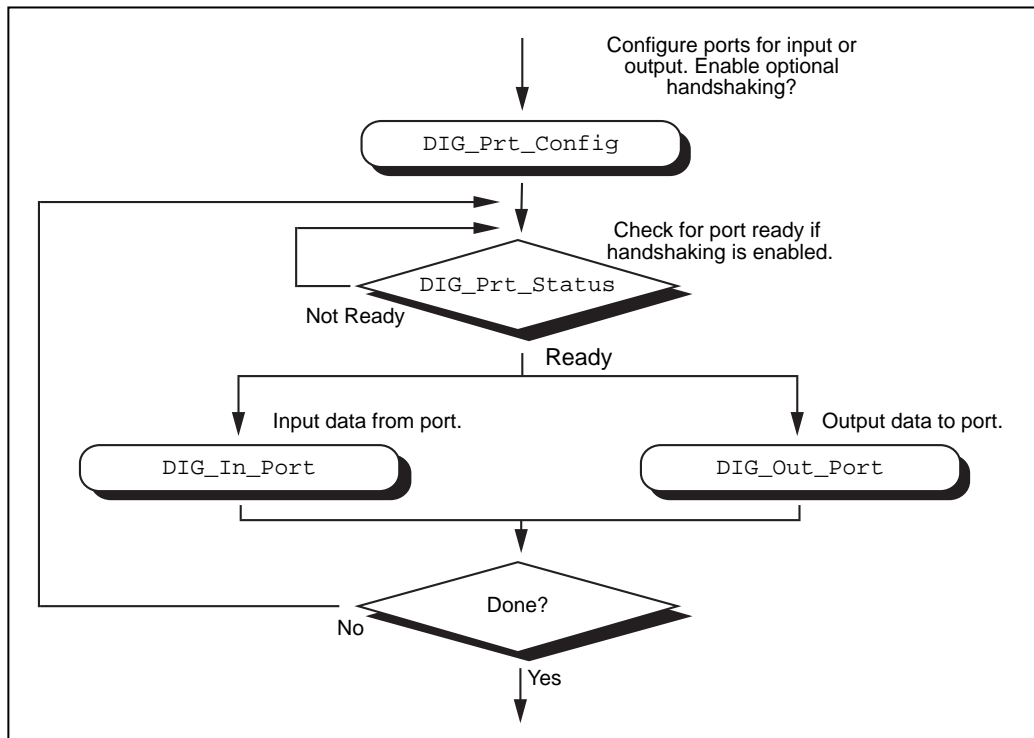 Configure ports for input or
output. Enable optional
handshaking?
DIG_Prt_Config
Check for port ready if
handshaking is enabled.
DIG_Prt_Status
Not Ready
Ready
Input data from port.
Output data to port.
DIG_In_Port
DIG_Out_Port
Done?
No
Yes